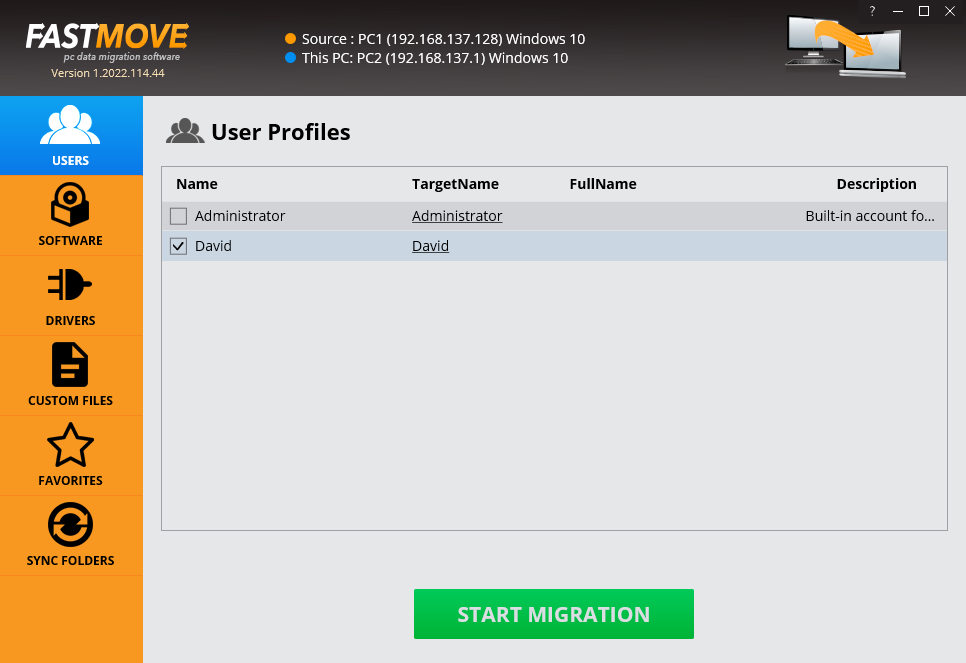 ?
FASTMOVE
pc data migration software
Version 1.2022.114.44
Source : PC1 (192.168.137.128) Windows 10
This PC: PC2 (192.168.137.1) Windows 10
USERS
SOFTWARE
DRIVERS
CUSTOM FILES
FAVORITES
SYNC FOLDERS
User Profiles
Name TargetName FullName Description
Administrator Administrator Built-in account fo...
David David
START MIGRATION